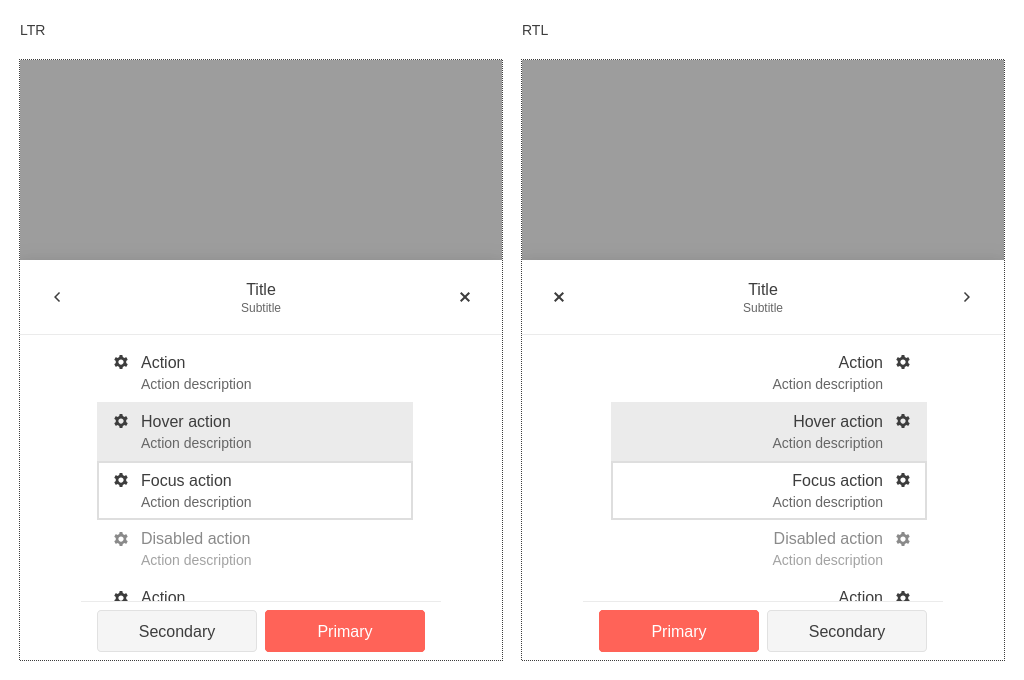 LTR
Title
Subtitle
Action
Action description
Hover action
Action description
Focus action
Action description
Disabled action
Action description
Action
Secondary
Primary
RTL
Title
Subtitle
Action
Action description
Hover action
Action description
Focus action
Action description
Disabled action
Action description
Action
Primary
Secondary